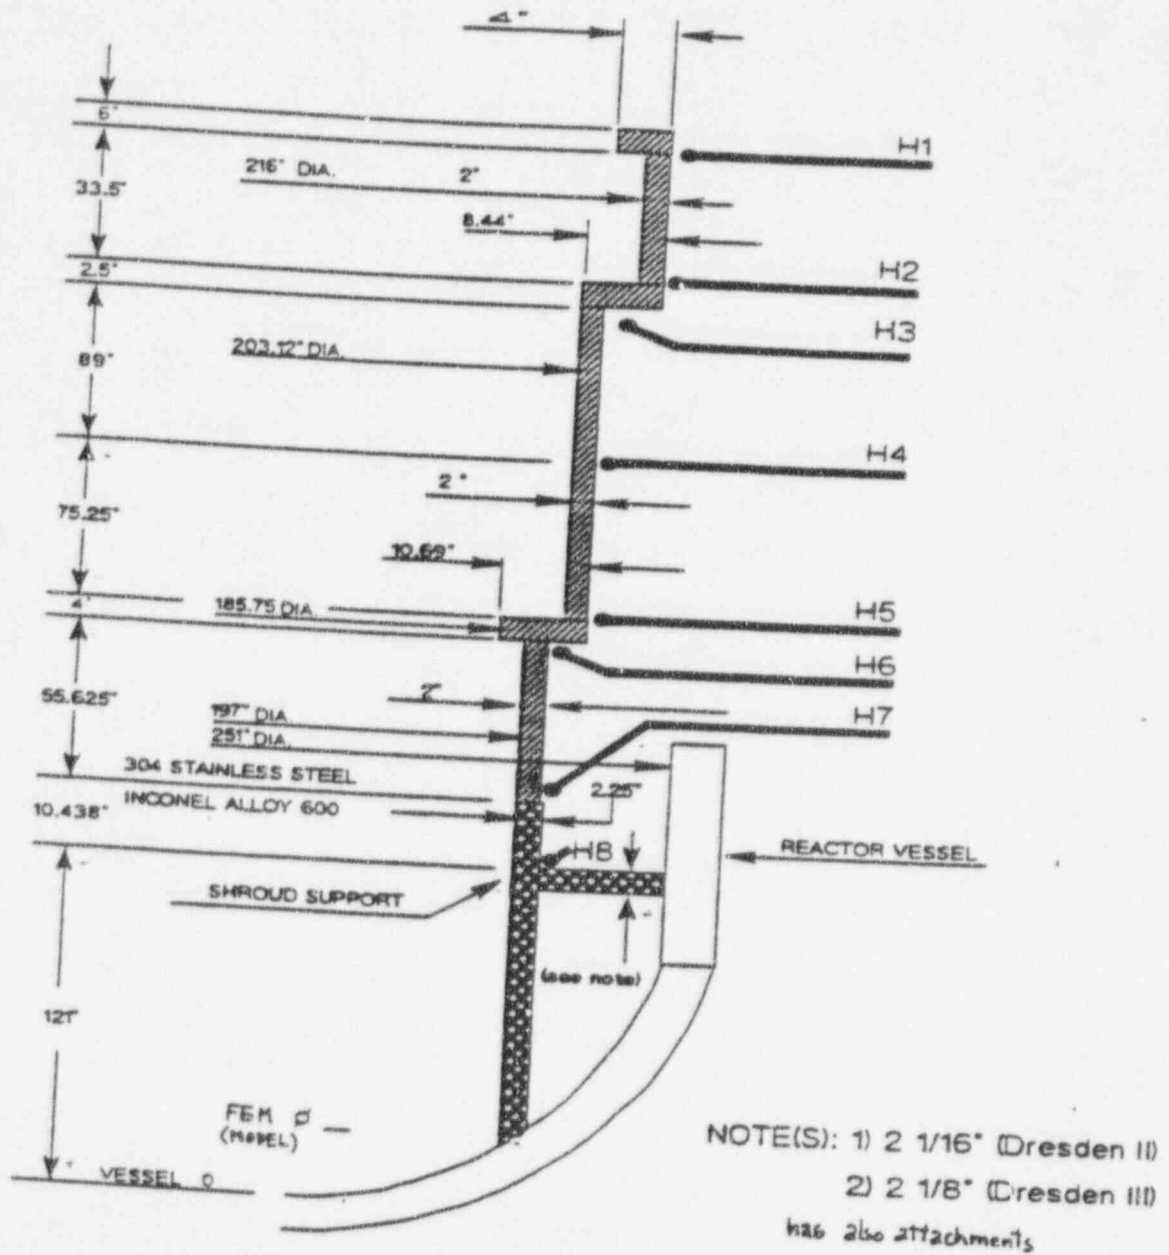 4"
6"
H1
216" DIA.
2"
33.5"
8.44"
H2
2.5"
H3
203.12" DIA.
89"
H4
2"
75.25"
10.69"
4"
185.75 DIA.
H5
H6
55.625"
2"
H7
197" DIA
251" DIA.
304 STAINLESS STEEL
2.25"
INCONEL ALLOY 600
10.438"
H8
REACTOR VESSEL
SHROUD SUPPORT
(see note)
121"
FEM Ø
(MODEL)
VESSEL 0
NOTE(S): 1) 2 1/16" (Dresden II)
2) 2 1/8" (Dresden III)
has also attachments